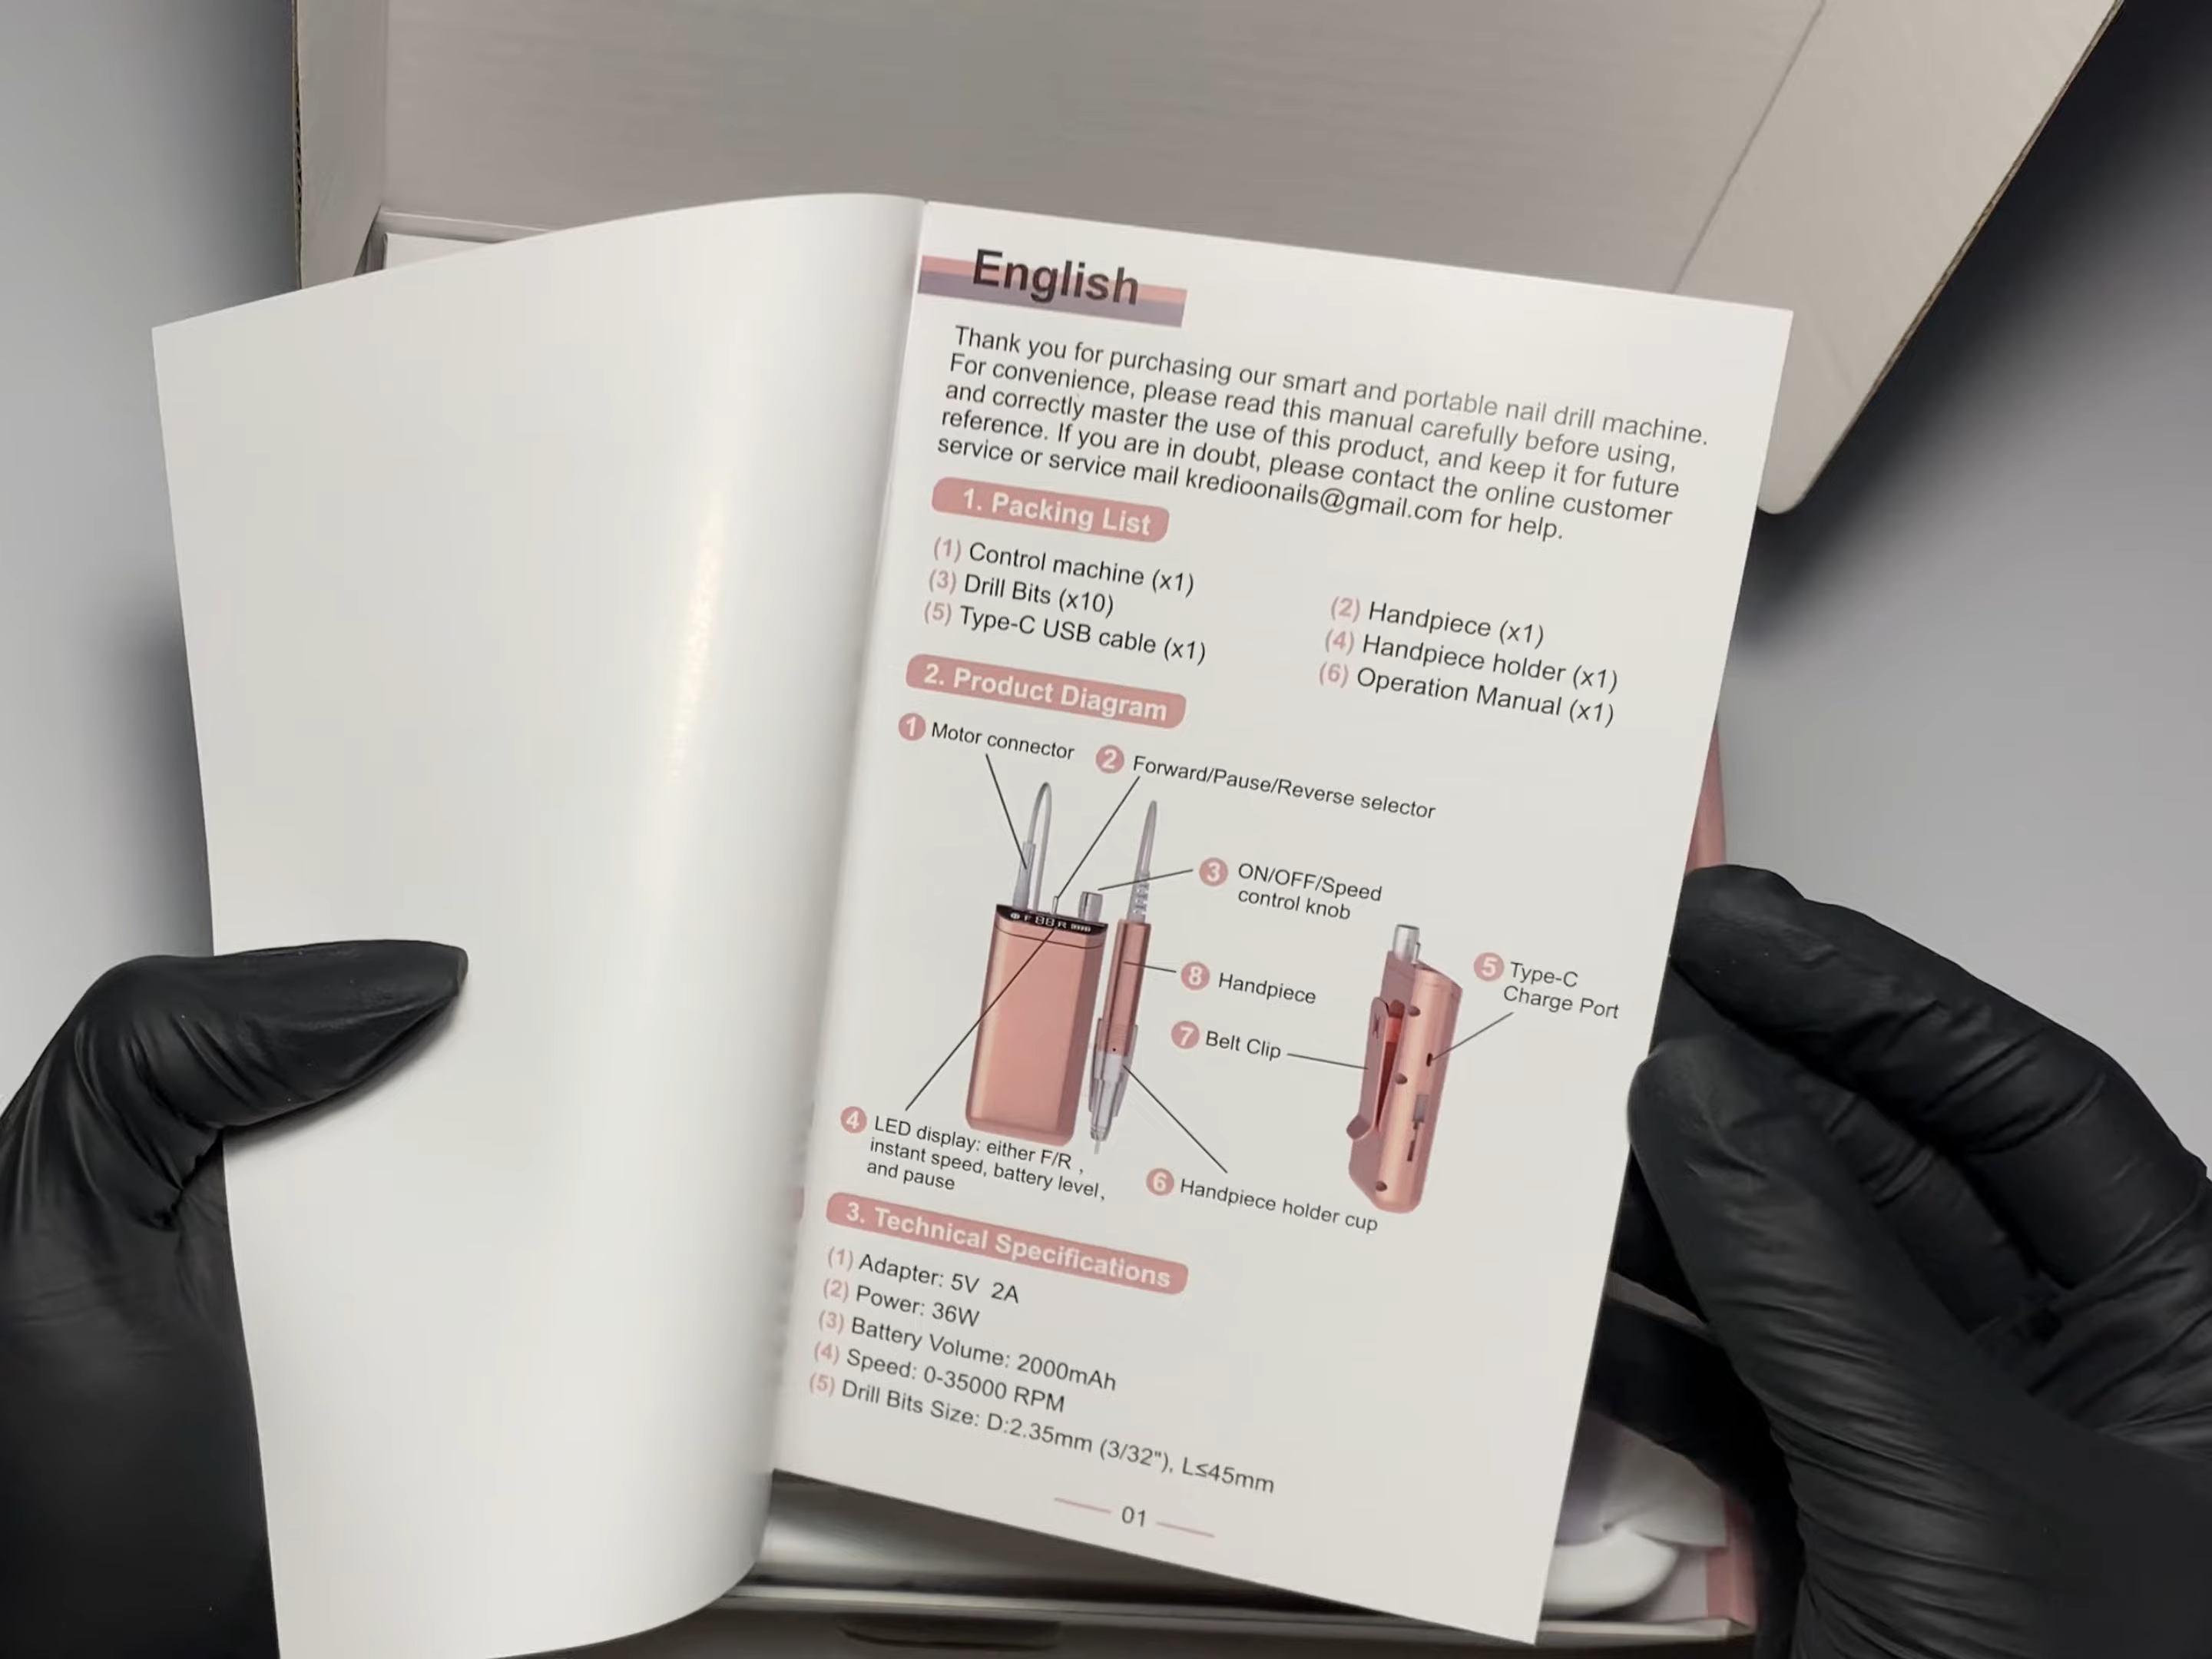 English
Thank you for purchasing our smart and portable nail drill machine.
For convenience, please read this manual carefully before using,
and correctly master the use of this product, and keep it for future
reference. If you are in doubt, please contact the online customer
service or service mail kredioonails@gmail.com for help.
1. Packing List
(1) Control machine (x1)
(2) Handpiece (x1)
(3) Drill Bits (x10)
(4) Handpiece holder (x1)
(5) Type-C USB cable (x1)
(6) Operation Manual (x1)
2. Product Diagram
1 Motor connector
2 Forward/Pause/Reverse selector
3 ON/OFF/Speed
control knob
F 88 R
8 Handpiece
5 Type-C
Charge Port
7 Belt Clip
4 LED display: either F/R ,
instant speed, battery level,
and pause
6 Handpiece holder cup
3. Technical Specifications
(1) Adapter: 5V 2A
(2) Power: 36W
(3) Battery Volume: 2000mAh
(4) Speed: 0-35000 RPM
(5) Drill Bits Size: D:2.35mm (3/32"), L≤45mm
01